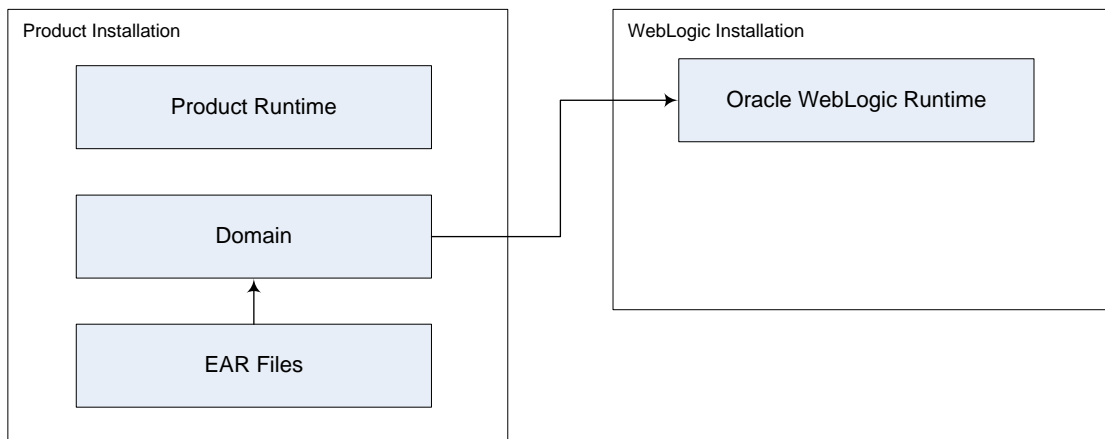 Product Installation
Product Runtime
Domain
EAR Files
WebLogic Installation
Oracle WebLogic Runtime